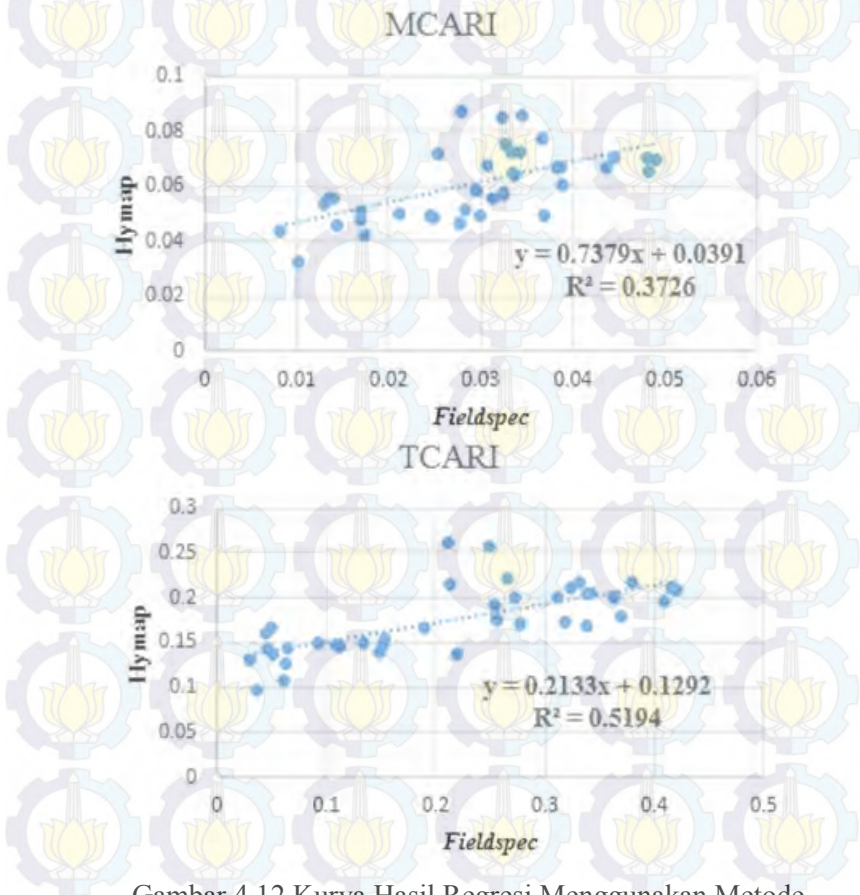 MCARI
0.1
0.08
0.06
0.04
0.02
0
Hymap
y = 0.7379x + 0.0391
R² = 0.3726
0 0.01 0.02 0.03 0.04 0.05 0.06
Fieldspec
TCARI
0.3
0.25
0.2
0.15
0.1
0.05
0
Hymap
y = 0.2133x + 0.1292
R² = 0.5194
0 0.1 0.2 0.3 0.4 0.5
Fieldspec
Gambar 4.12 Kurva Hasil Regresi Menggunakan Metode